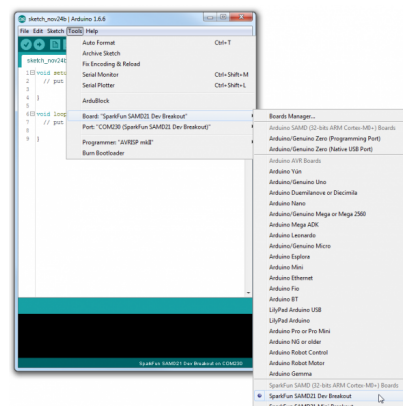 sketch_nov24b | Arduino 1.6.6
File Edit Sketch Tools Help
Auto Format Ctrl+T
Archive Sketch
Fix Encoding & Reload
Serial Monitor Ctrl+Shift+M
Serial Plotter Ctrl+Shift+L
ArduBlock
Board: "SparkFun SAMD21 Dev Breakout"
Port: "COM230 (SparkFun SAMD21 Dev Breakout)"
Programmer: "AVRISP mkII"
Burn Bootloader
sketch_nov24b
1 void setu
2 // put
3
4 }
5
6 void loop
7 // put
8
9 }
Boards Manager...
Arduino SAMD (32-bits ARM Cortex-M0+) Boards
Arduino/Genuino Zero (Programming Port)
Arduino/Genuino Zero (Native USB Port)
Arduino AVR Boards
Arduino Yún
Arduino/Genuino Uno
Arduino Duemilanove or Diecimila
Arduino Nano
Arduino/Genuino Mega or Mega 2560
Arduino Mega ADK
Arduino Leonardo
Arduino/Genuino Micro
Arduino Esplora
Arduino Mini
Arduino Ethernet
Arduino Fio
Arduino BT
LilyPad Arduino USB
LilyPad Arduino
Arduino Pro or Pro Mini
Arduino NG or older
Arduino Robot Control
Arduino Robot Motor
Arduino Gemma
SparkFun SAMD (32-bits ARM Cortex-M0+) Boards
SparkFun SAMD21 Dev Breakout
SparkFun SAMD21 Mini Breakout
SparkFun SAMD21 Dev Breakout on COM230